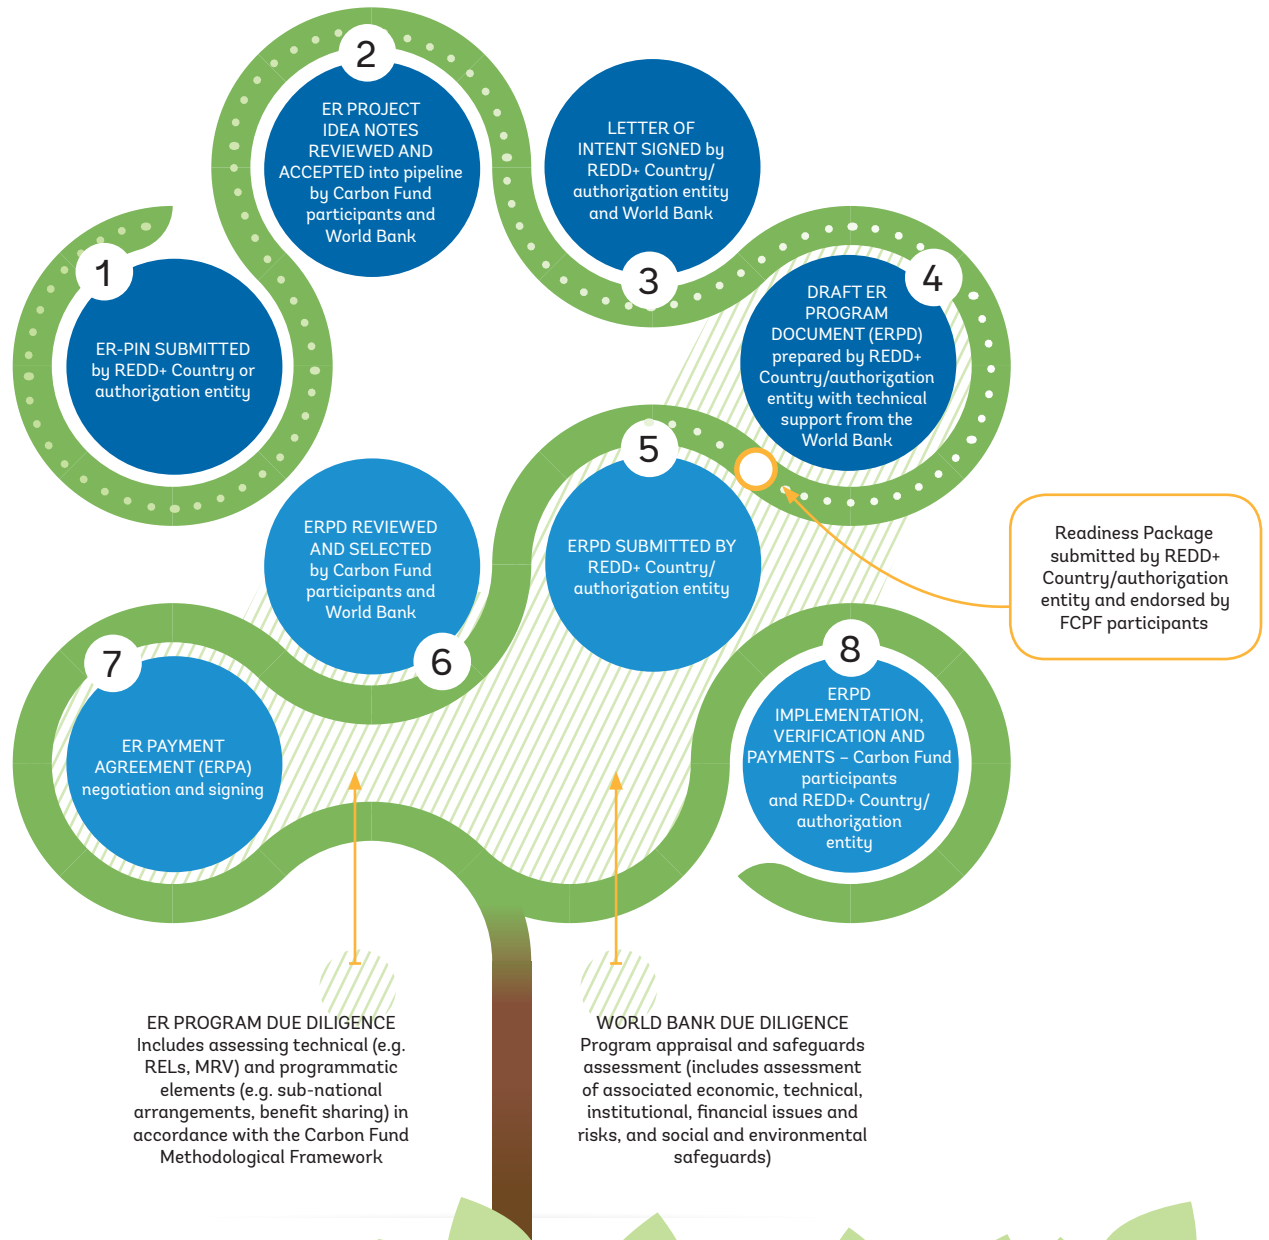 1
ER-PIN SUBMITTED
by REDD+ Country or
authorization entity
2
ER PROJECT
IDEA NOTES
REVIEWED AND
ACCEPTED into pipeline
by Carbon Fund
participants and
World Bank
LETTER OF
INTENT SIGNED by
REDD+ Country/
authorization entity
and World Bank
3
4
DRAFT ER
PROGRAM
DOCUMENT (ERPD)
prepared by REDD+
Country/authorization
entity with technical
support from the
World Bank
Readiness Package
submitted by REDD+
Country/authorization
entity and endorsed by
FCPF participants
5
ERPD SUBMITTED BY
REDD+ Country/
authorization entity
ERPD REVIEWED
AND SELECTED
by Carbon Fund
participants and
World Bank
6
7
ER PAYMENT
AGREEMENT (ERPA)
negotiation and signing
8
ERPD
IMPLEMENTATION,
VERIFICATION AND
PAYMENTS – Carbon Fund
participants
and REDD+ Country/
authorization
entity
ER PROGRAM DUE DILIGENCE
Includes assessing technical (e.g.
RELs, MRV) and programmatic
elements (e.g. sub-national
arrangements, benefit sharing) in
accordance with the Carbon Fund
Methodological Framework
WORLD BANK DUE DILIGENCE
Program appraisal and safeguards
assessment (includes assessment
of associated economic, technical,
institutional, financial issues and
risks, and social and environmental
safeguards)